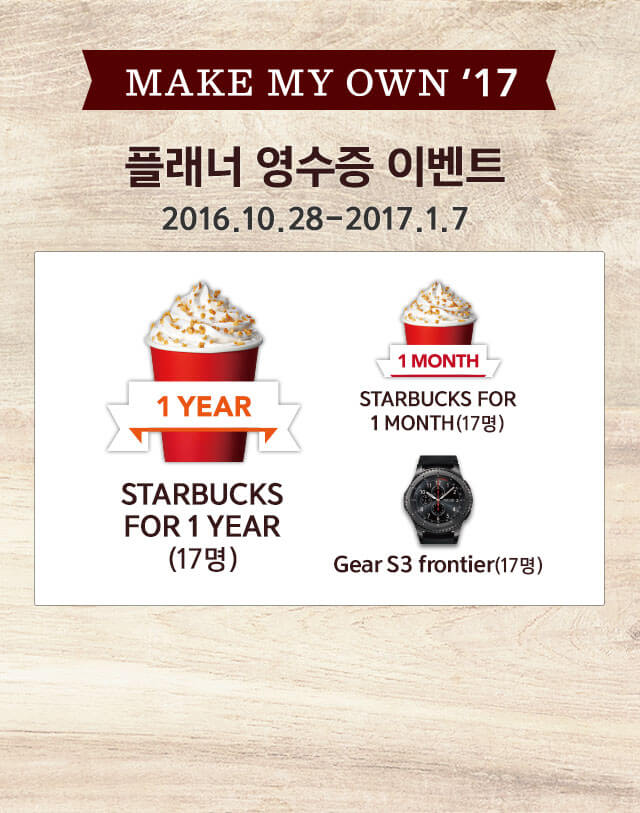 MAKE MY OWN ‘17
플래너 영수증 이벤트
2016.10.28-2017.1.7
1 YEAR
STARBUCKS
FOR 1 YEAR
(17명)
1 MONTH
STARBUCKS FOR
1 MONTH(17명)
Gear S3 frontier(17명)